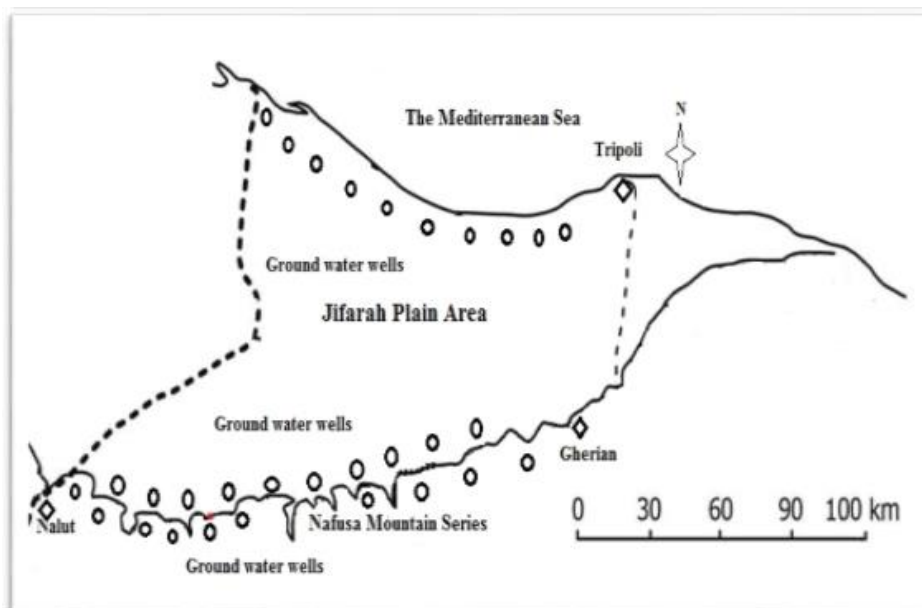 The Mediterranean Sea
N
Tripoli
Ground water wells
Jifarah Plain Area
Ground water wells
Gherian
Nalut
Nafusa Mountain Series
0 30 60 90 100 km
Ground water wells